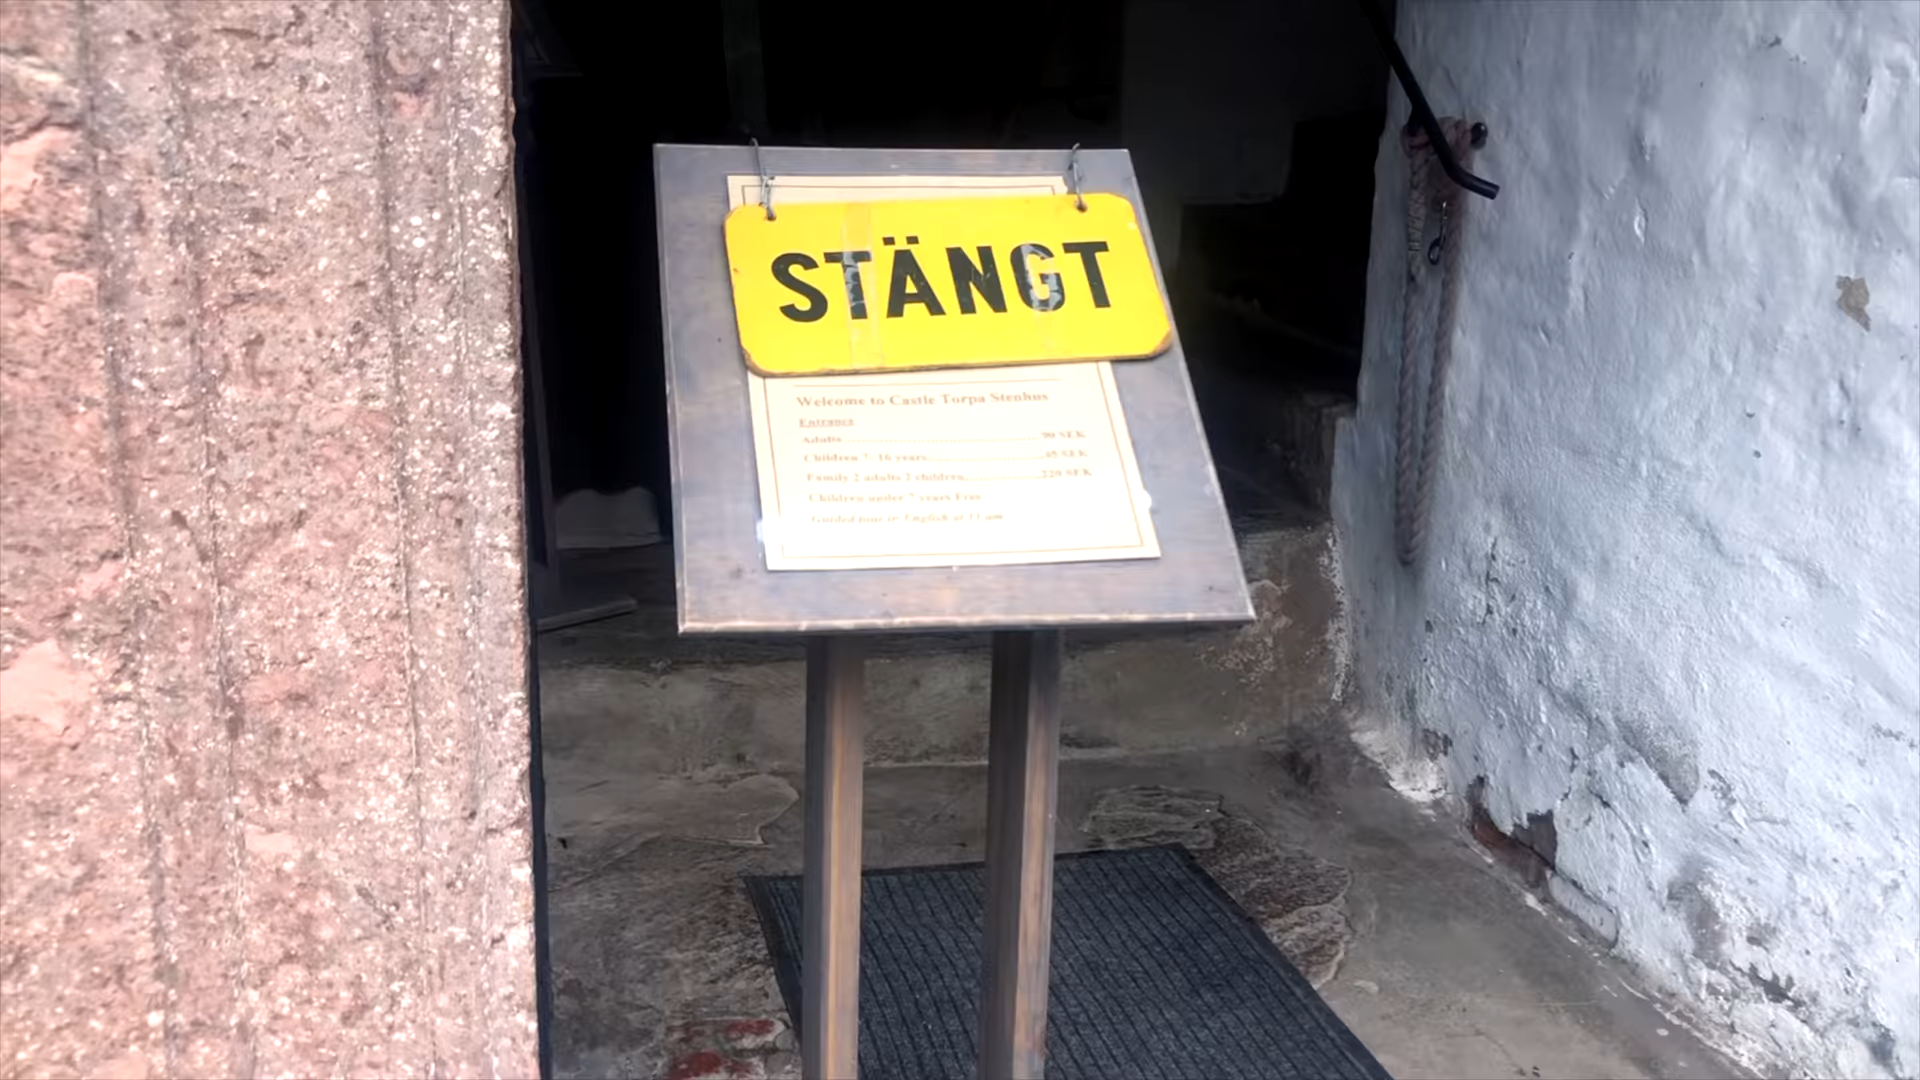 STÄNGT
Welcome to Castle Torpa Stenhus
Entrance
Adults..........90 SEK
Children 7-16 years..........45 SEK
Family 2 adults 2 children..........220 SEK
Children under 7 years Free
Guided tour in English at 11 am